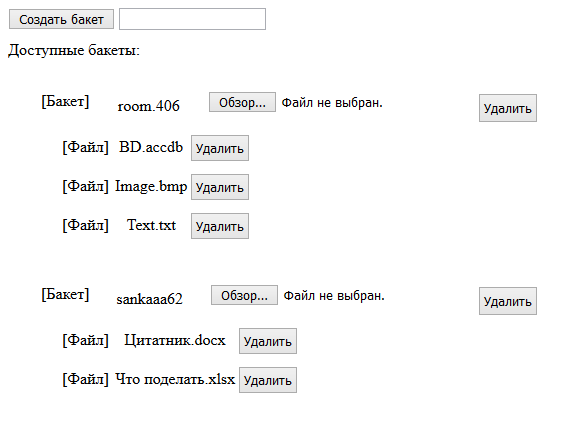 Создать бакет
Доступные бакеты:
[Бакет] room.406 Обзор... Файл не выбран. Удалить
[Файл] BD.accdb Удалить
[Файл] Image.bmp Удалить
[Файл] Text.txt Удалить
[Бакет] sankaaa62 Обзор... Файл не выбран. Удалить
[Файл] Цитатник.docx Удалить
[Файл] Что поделать.xlsx Удалить